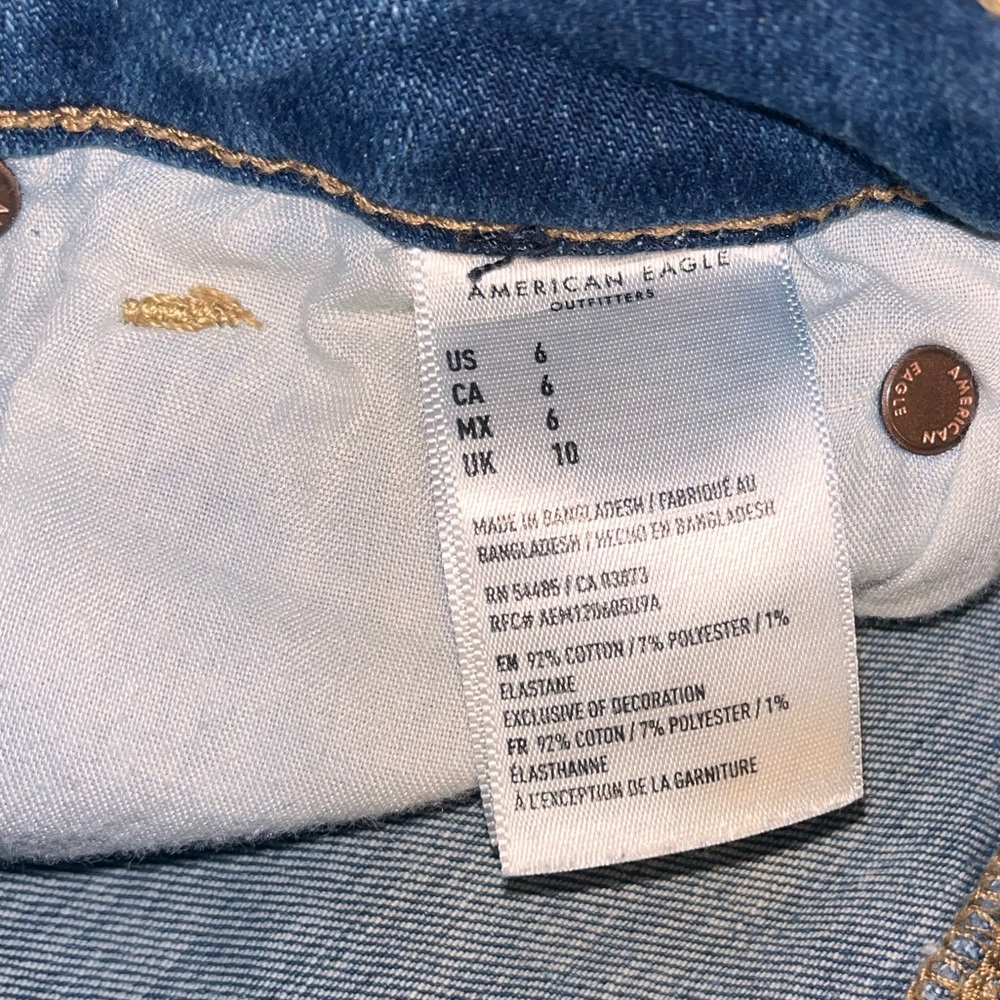 AMERICAN EAGLE
OUTFITTERS
US 6
CA 6
MX 6
UK 10
MADE IN BANGLADESH / FABRIQUÉ AU
BANGLADESH / HECHO EN BANGLADESH
RN 54485 / CA 03873
RFC# AEM120605U9A
EN 92% COTTON / 7% POLYESTER / 1%
ELASTANE
EXCLUSIVE OF DECORATION
FR 92% COTON / 7% POLYESTER / 1%
ÉLASTHANNE
À L'EXCEPTION DE LA GARNITURE
AMERICAN
EAGLE